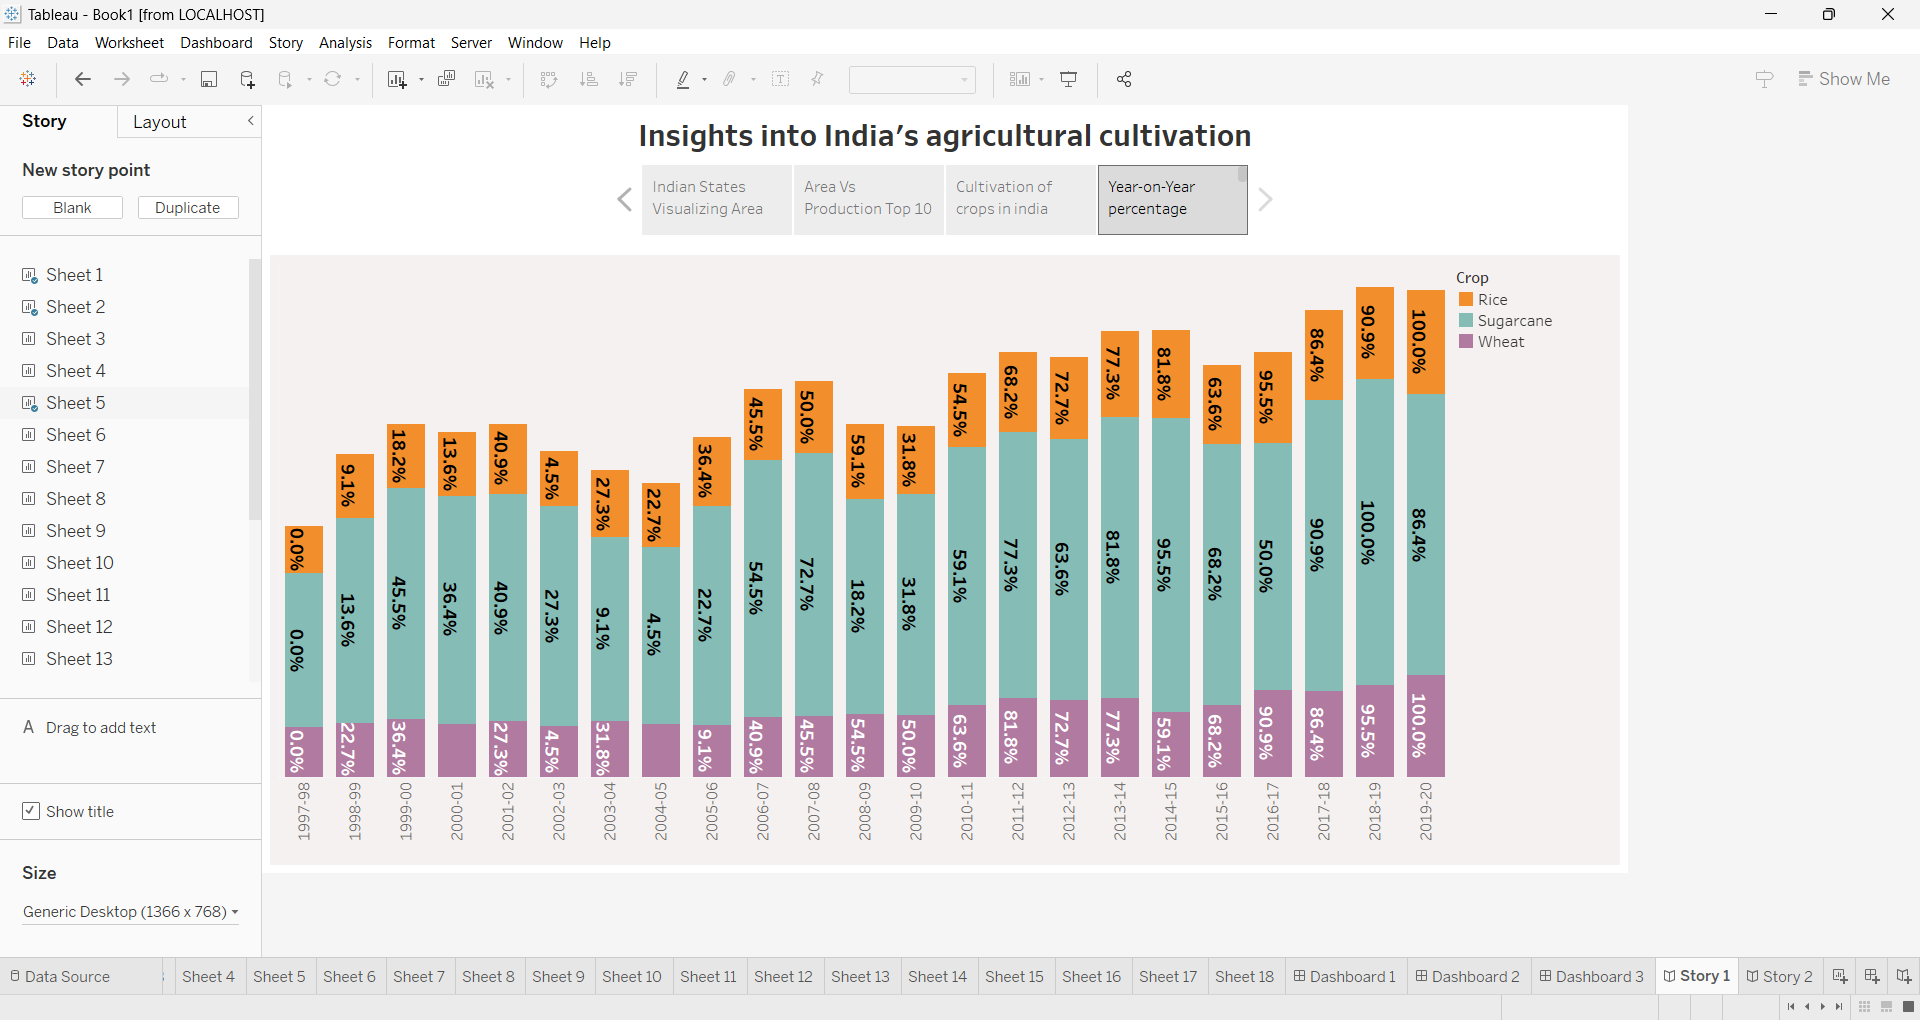 Tableau - Book1 [from LOCALHOST]
File Data Worksheet Dashboard Story Analysis Format Server Window Help
Show Me
Story
Layout
New story point
Blank
Duplicate
Sheet 1
Sheet 2
Sheet 3
Sheet 4
Sheet 5
Sheet 6
Sheet 7
Sheet 8
Sheet 9
Sheet 10
Sheet 11
Sheet 12
Sheet 13
A Drag to add text
Show title
Size
Generic Desktop (1366 x 768)
Insights into India's agricultural cultivation
Indian States
Visualizing Area
Area Vs
Production Top 10
Cultivation of
crops in india
Year-on-Year
percentage
Crop
Rice
Sugarcane
Wheat
0.0% 9.1% 18.2% 13.6% 40.9% 4.5% 27.3% 22.7% 36.4% 45.5% 50.0% 59.1% 31.8% 54.5% 68.2% 72.7% 77.3% 81.8% 63.6% 95.5% 86.4% 90.9% 100.0%
0.0% 13.6% 45.5% 36.4% 40.9% 27.3% 9.1% 4.5% 22.7% 54.5% 72.7% 18.2% 31.8% 59.1% 77.3% 63.6% 81.8% 95.5% 68.2% 50.0% 90.9% 100.0% 86.4%
0.0% 22.7% 36.4% 27.3% 4.5% 31.8% 9.1% 40.9% 45.5% 54.5% 50.0% 63.6% 81.8% 72.7% 77.3% 59.1% 68.2% 90.9% 86.4% 95.5% 100.0%
1997-98 1998-99 1999-00 2000-01 2001-02 2002-03 2003-04 2004-05 2005-06 2006-07 2007-08 2008-09 2009-10 2010-11 2011-12 2012-13 2013-14 2014-15 2015-16 2016-17 2017-18 2018-19 2019-20
Data Source Sheet 4 Sheet 5 Sheet 6 Sheet 7 Sheet 8 Sheet 9 Sheet 10 Sheet 11 Sheet 12 Sheet 13 Sheet 14 Sheet 15 Sheet 16 Sheet 17 Sheet 18 Dashboard 1 Dashboard 2 Dashboard 3 Story 1 Story 2